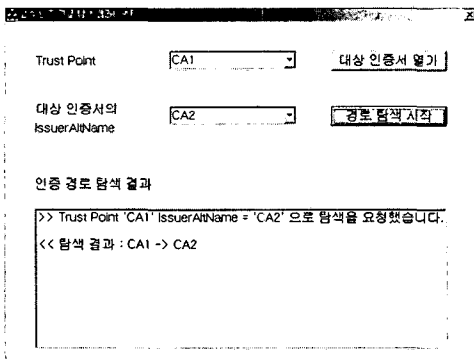 Trust Point
CA1
대상 인증서 열기
대상 인증서의
IssuerAltName
CA2
경로 탐색 시작
인증 경로 탐색 결과
>> Trust Point 'CA1' IssuerAltName = 'CA2' 으로 탐색을 요청했습니다.
<< 탐색 결과 : CA1 -> CA2